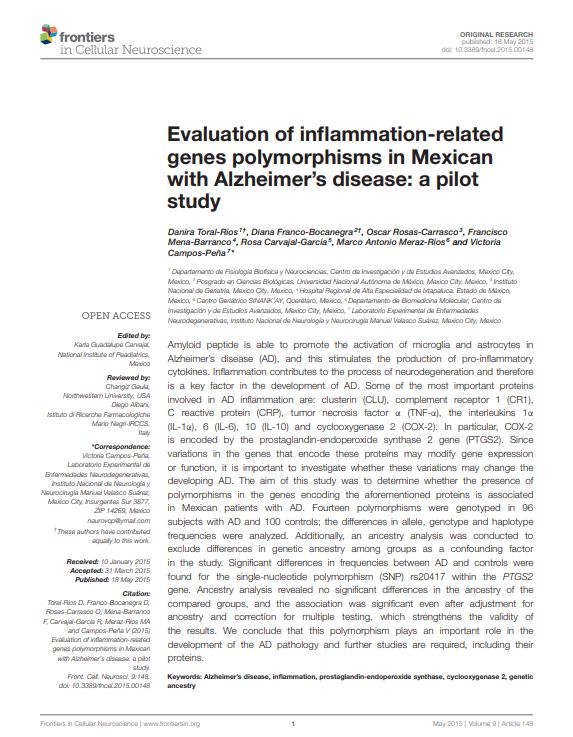 frontiers
in Cellular Neuroscience
ORIGINAL RESEARCH
published: 18 May 2015
doi: 10.3389/fncel.2015.00148
Evaluation of inflammation-related
genes polymorphisms in Mexican
with Alzheimer's disease: a pilot
study
Danira Toral-Rios 1†, Diana Franco-Bocanegra 2†, Oscar Rosas-Carrasco 3, Francisco
Mena-Barranco 4, Rosa Carvajal-García 5, Marco Antonio Meraz-Ríos 6 and Victoria
Campos-Peña 7*
1 Departamento de Fisiología Biofísica y Neurociencias, Centro de Investigación y de Estudios Avanzados, Mexico City,
Mexico, 2 Posgrado en Ciencias Biológicas, Universidad Nacional Autónoma de México, Mexico City, Mexico, 3 Instituto
Nacional de Geriatría, Mexico City, Mexico, 4 Hospital Regional de Alta Especialidad de Ixtapaluca, Estado de México,
Mexico, 5 Centro Geriátrico SINANK'AY, Querétaro, Mexico, 6 Departamento de Biomedicina Molecular, Centro de
Investigación y de Estudios Avanzados, Mexico City, Mexico, 7 Laboratorio Experimental de Enfermedades
Neurodegenerativas, Instituto Nacional de Neurología y Neurocirugía Manuel Velasco Suárez, Mexico City, Mexico
OPEN ACCESS
Edited by:
Karla Guadalupe Carvajal,
National Institute of Peadiatrics,
Mexico
Reviewed by:
Changiz Geula,
Northwestern University, USA
Diego Albani,
Istituto di Ricerche Farmacologiche
Mario Negri-IRCCS,
Italy
*Correspondence:
Victoria Campos-Peña,
Laboratorio Experimental de
Enfermedades Neurodegenerativas,
Instituto Nacional de Neurología y
Neurocirugía Manuel Velasco Suárez,
Mexico City, Insurgentes Sur 3877,
ZIP 14269, Mexico
neurovcp@ymail.com
† These authors have contributed
equally to this work.
Received: 10 January 2015
Accepted: 31 March 2015
Published: 18 May 2015
Citation:
Toral-Rios D, Franco-Bocanegra D,
Rosas-Carrasco O, Mena-Barranco
F, Carvajal-García R, Meraz-Ríos MA
and Campos-Peña V (2015)
Evaluation of inflammation-related
genes polymorphisms in Mexican
with Alzheimer's disease: a pilot
study.
Front. Cell. Neurosci. 9:148.
doi: 10.3389/fncel.2015.00148
Amyloid peptide is able to promote the activation of microglia and astrocytes in
Alzheimer's disease (AD), and this stimulates the production of pro-inflammatory
cytokines. Inflammation contributes to the process of neurodegeneration and therefore
is a key factor in the development of AD. Some of the most important proteins
involved in AD inflammation are: clusterin (CLU), complement receptor 1 (CR1),
C reactive protein (CRP), tumor necrosis factor α (TNF-α), the interleukins 1α
(IL-1α), 6 (IL-6), 10 (IL-10) and cyclooxygenase 2 (COX-2). In particular, COX-2
is encoded by the prostaglandin-endoperoxide synthase 2 gene (PTGS2). Since
variations in the genes that encode these proteins may modify gene expression
or function, it is important to investigate whether these variations may change the
developing AD. The aim of this study was to determine whether the presence of
polymorphisms in the genes encoding the aforementioned proteins is associated
in Mexican patients with AD. Fourteen polymorphisms were genotyped in 96
subjects with AD and 100 controls; the differences in allele, genotype and haplotype
frequencies were analyzed. Additionally, an ancestry analysis was conducted to
exclude differences in genetic ancestry among groups as a confounding factor
in the study. Significant differences in frequencies between AD and controls were
found for the single-nucleotide polymorphism (SNP) rs20417 within the PTGS2
gene. Ancestry analysis revealed no significant differences in the ancestry of the
compared groups, and the association was significant even after adjustment for
ancestry and correction for multiple testing, which strengthens the validity of
the results. We conclude that this polymorphism plays an important role in the
development of the AD pathology and further studies are required, including their
proteins.
Keywords: Alzheimer's disease, inflammation, prostaglandin-endoperoxide synthase, cyclooxygenase 2, genetic
ancestry
Frontiers in Cellular Neuroscience | www.frontiersin.org
1
May 2015 | Volume 9 | Article 148